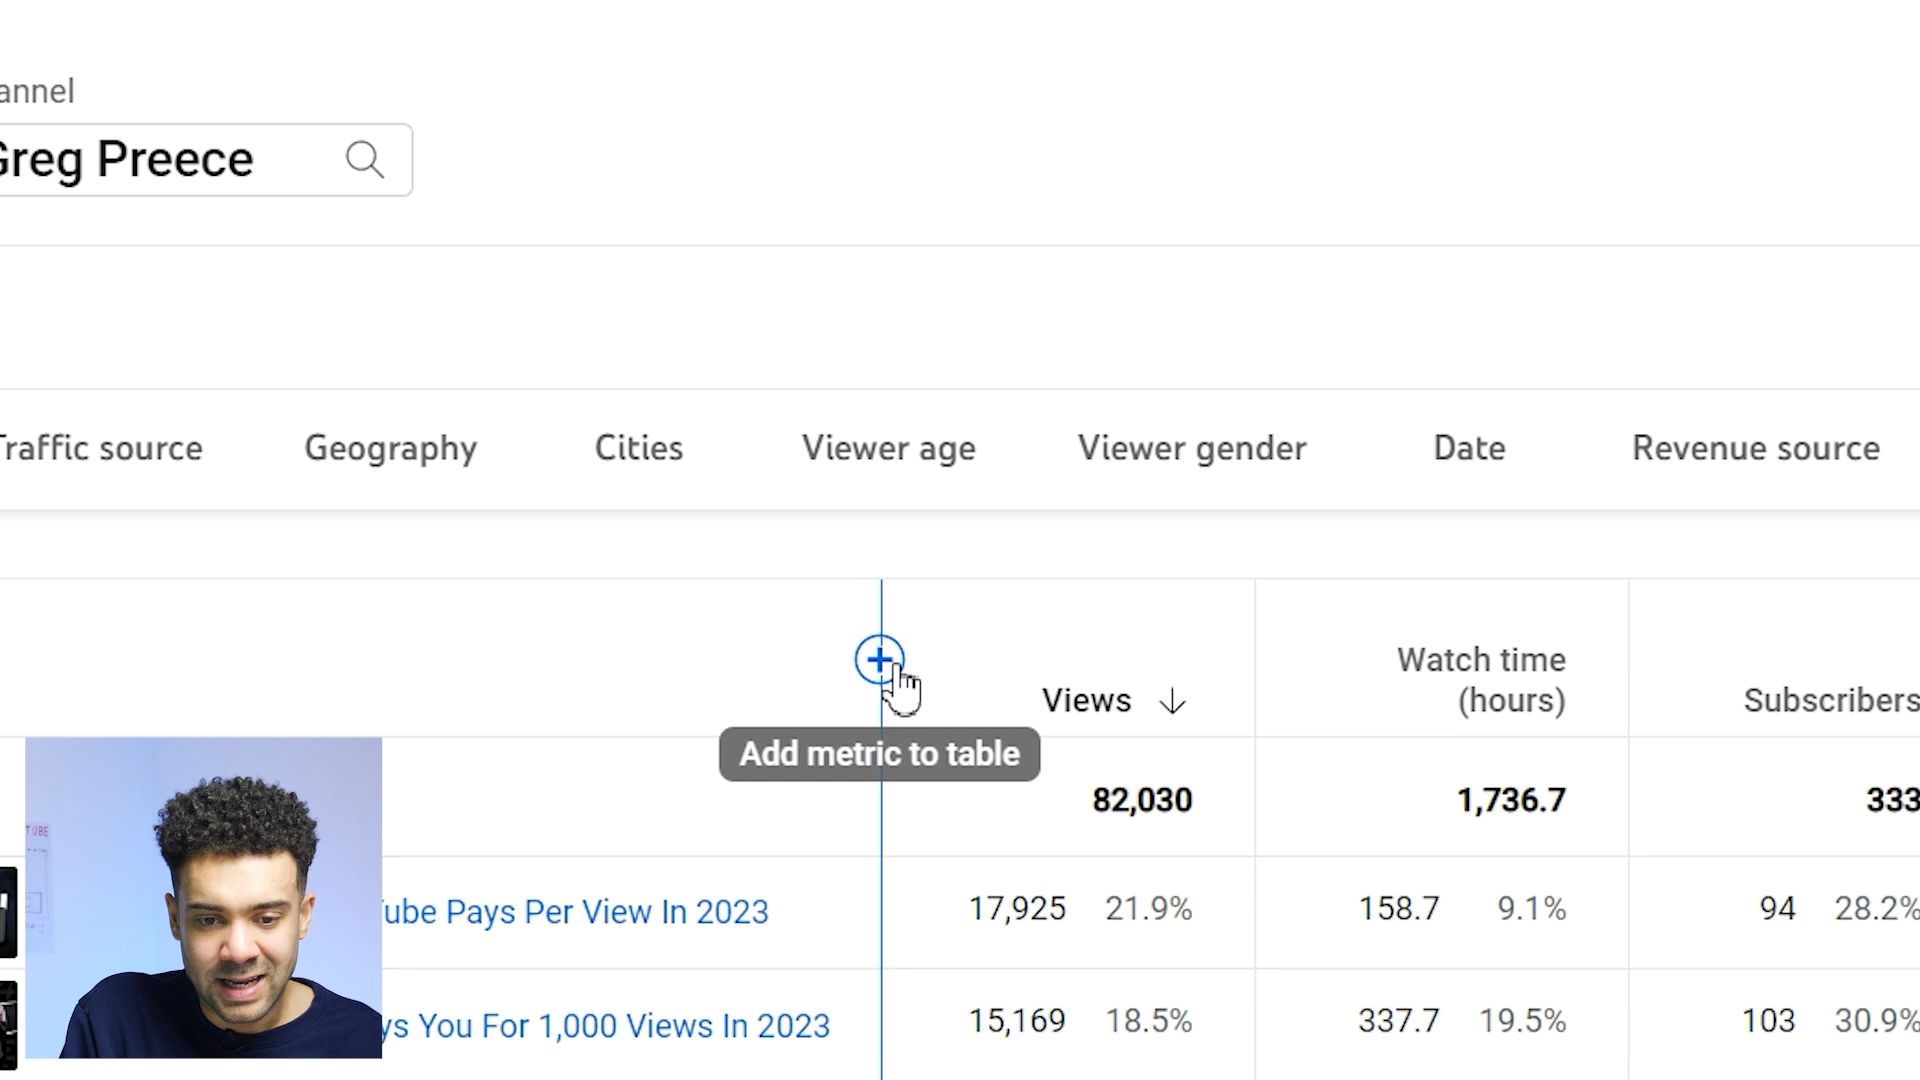 annel
Greg Preece
Traffic source Geography Cities Viewer age Viewer gender Date Revenue source
Watch time
(hours)
Views Subscribers
Add metric to table
82,030 1,736.7 333
Tube Pays Per View In 2023 17,925 21.9% 158.7 9.1% 94 28.2%
ys You For 1,000 Views In 2023 15,169 18.5% 337.7 19.5% 103 30.9%
TUBE